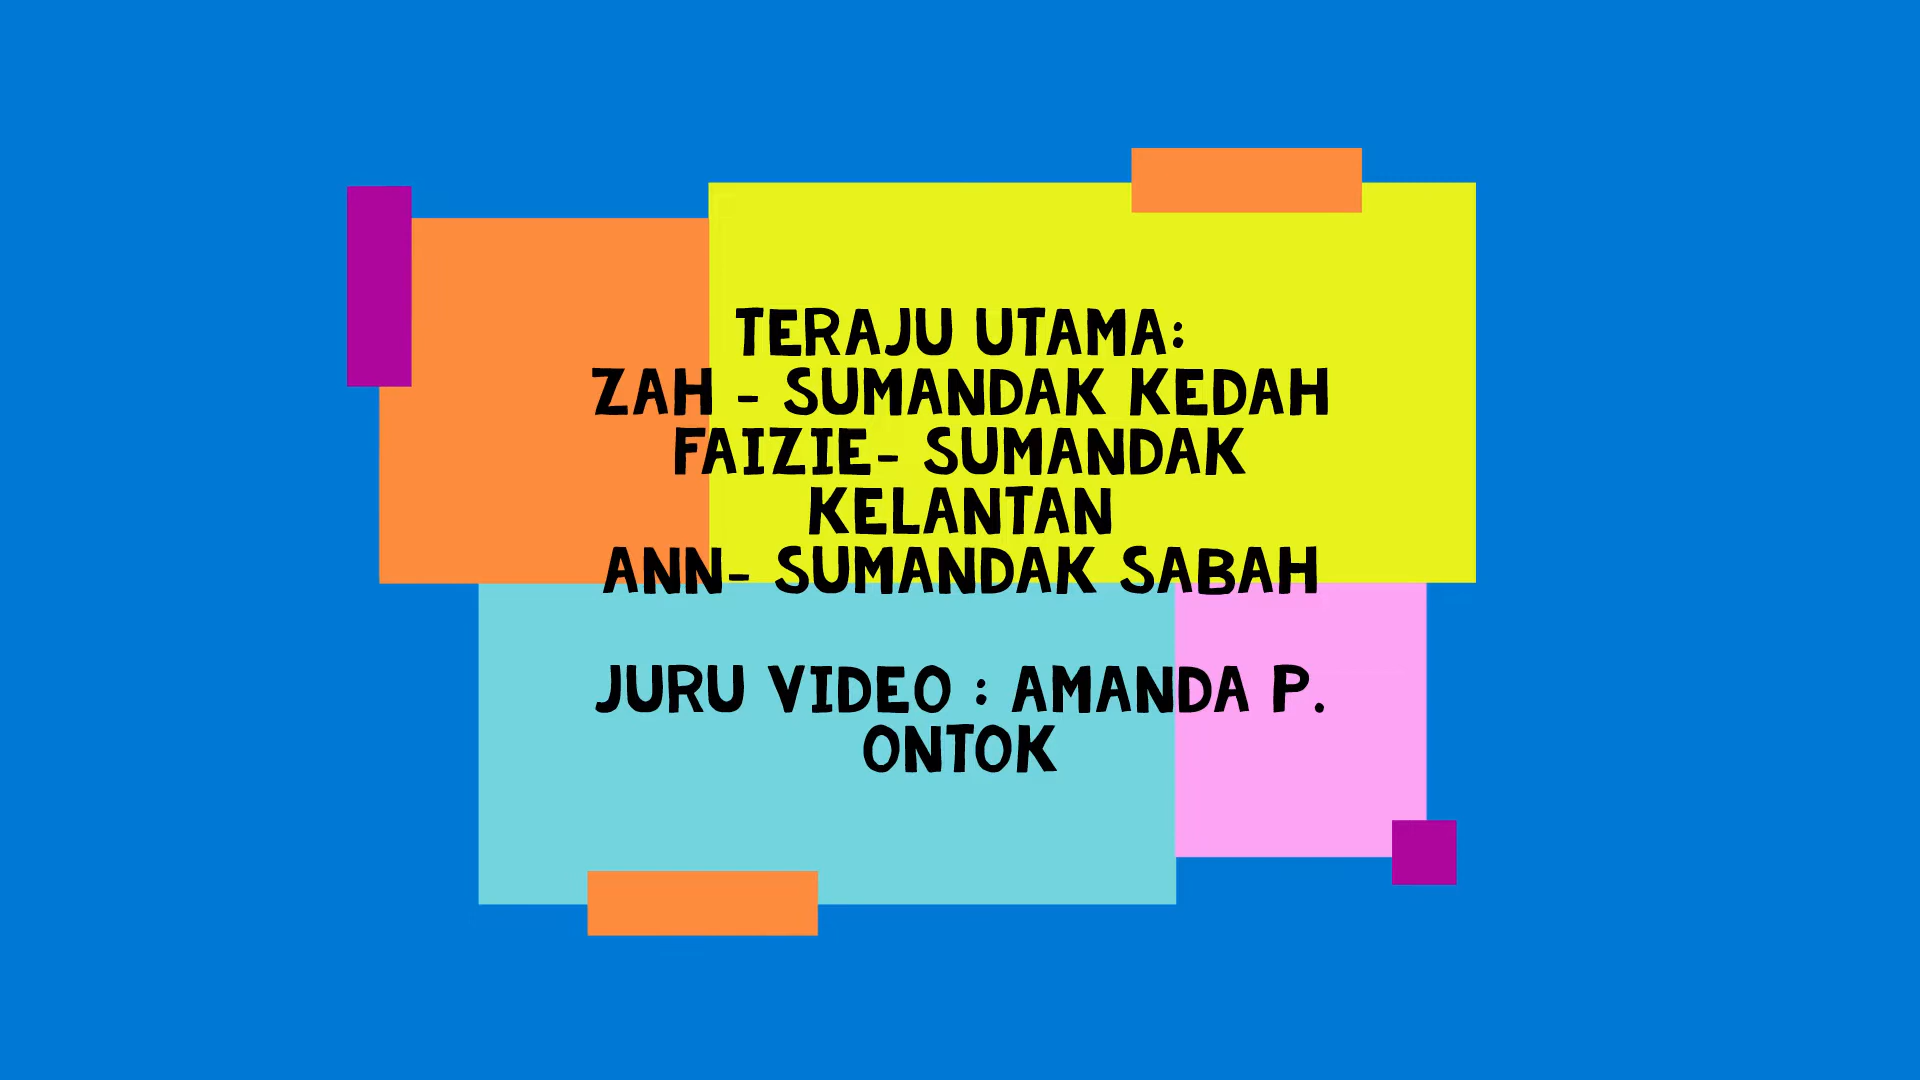 TERAJU UTAMA:
ZAH - SUMANDAK KEDAH
FAIZIE- SUMANDAK
KELANTAN
ANN- SUMANDAK SABAH
JURU VIDEO : AMANDA P.
ONTOK